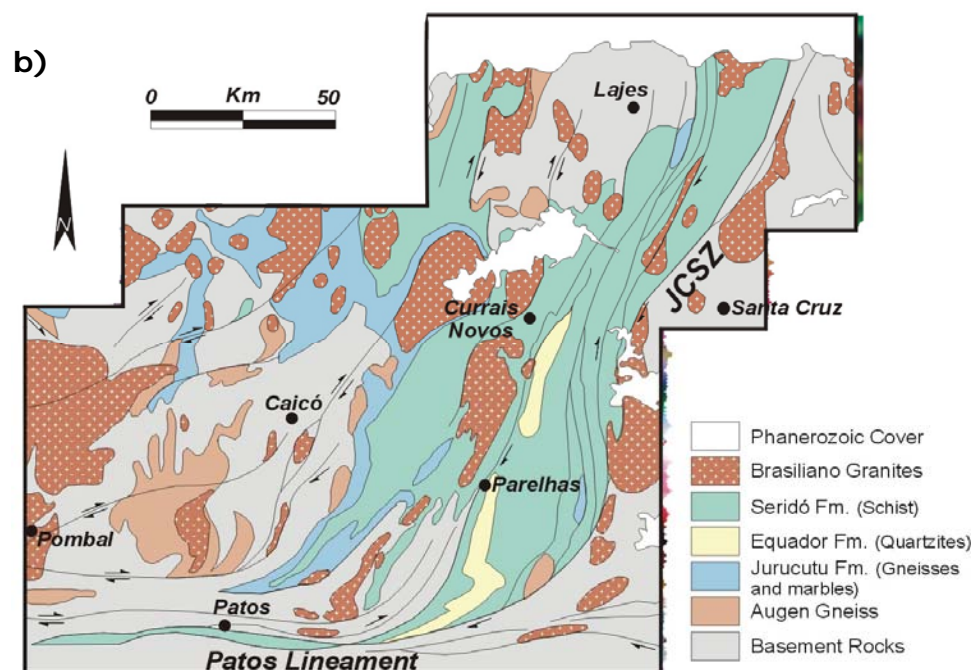 b)
0 Km 50
N
Lajes
JCSZ
Santa Cruz
Currais
Novos
Caicó
Parelhas
Pombal
Patos
Patos Lineament
Phanerozoic Cover
Brasiliano Granites
Seridó Fm. (Schist)
Equador Fm. (Quartzites)
Jurucutu Fm. (Gneisses
and marbles)
Augen Gneiss
Basement Rocks